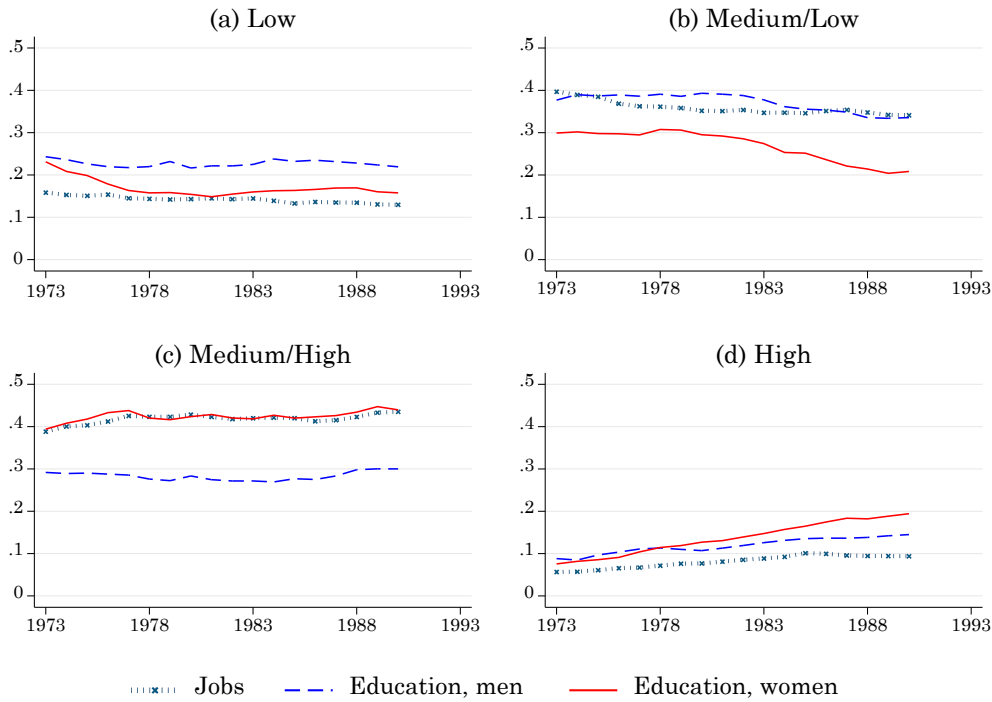 (a) Low
(b) Medium/Low
.5
.4
.3
.2
.1
0
1973 1978 1983 1988 1993
.5
.4
.3
.2
.1
0
1973 1978 1983 1988 1993
(c) Medium/High
(d) High
.5
.4
.3
.2
.1
0
1973 1978 1983 1988 1993
.5
.4
.3
.2
.1
0
1973 1978 1983 1988 1993
Jobs Education, men Education, women